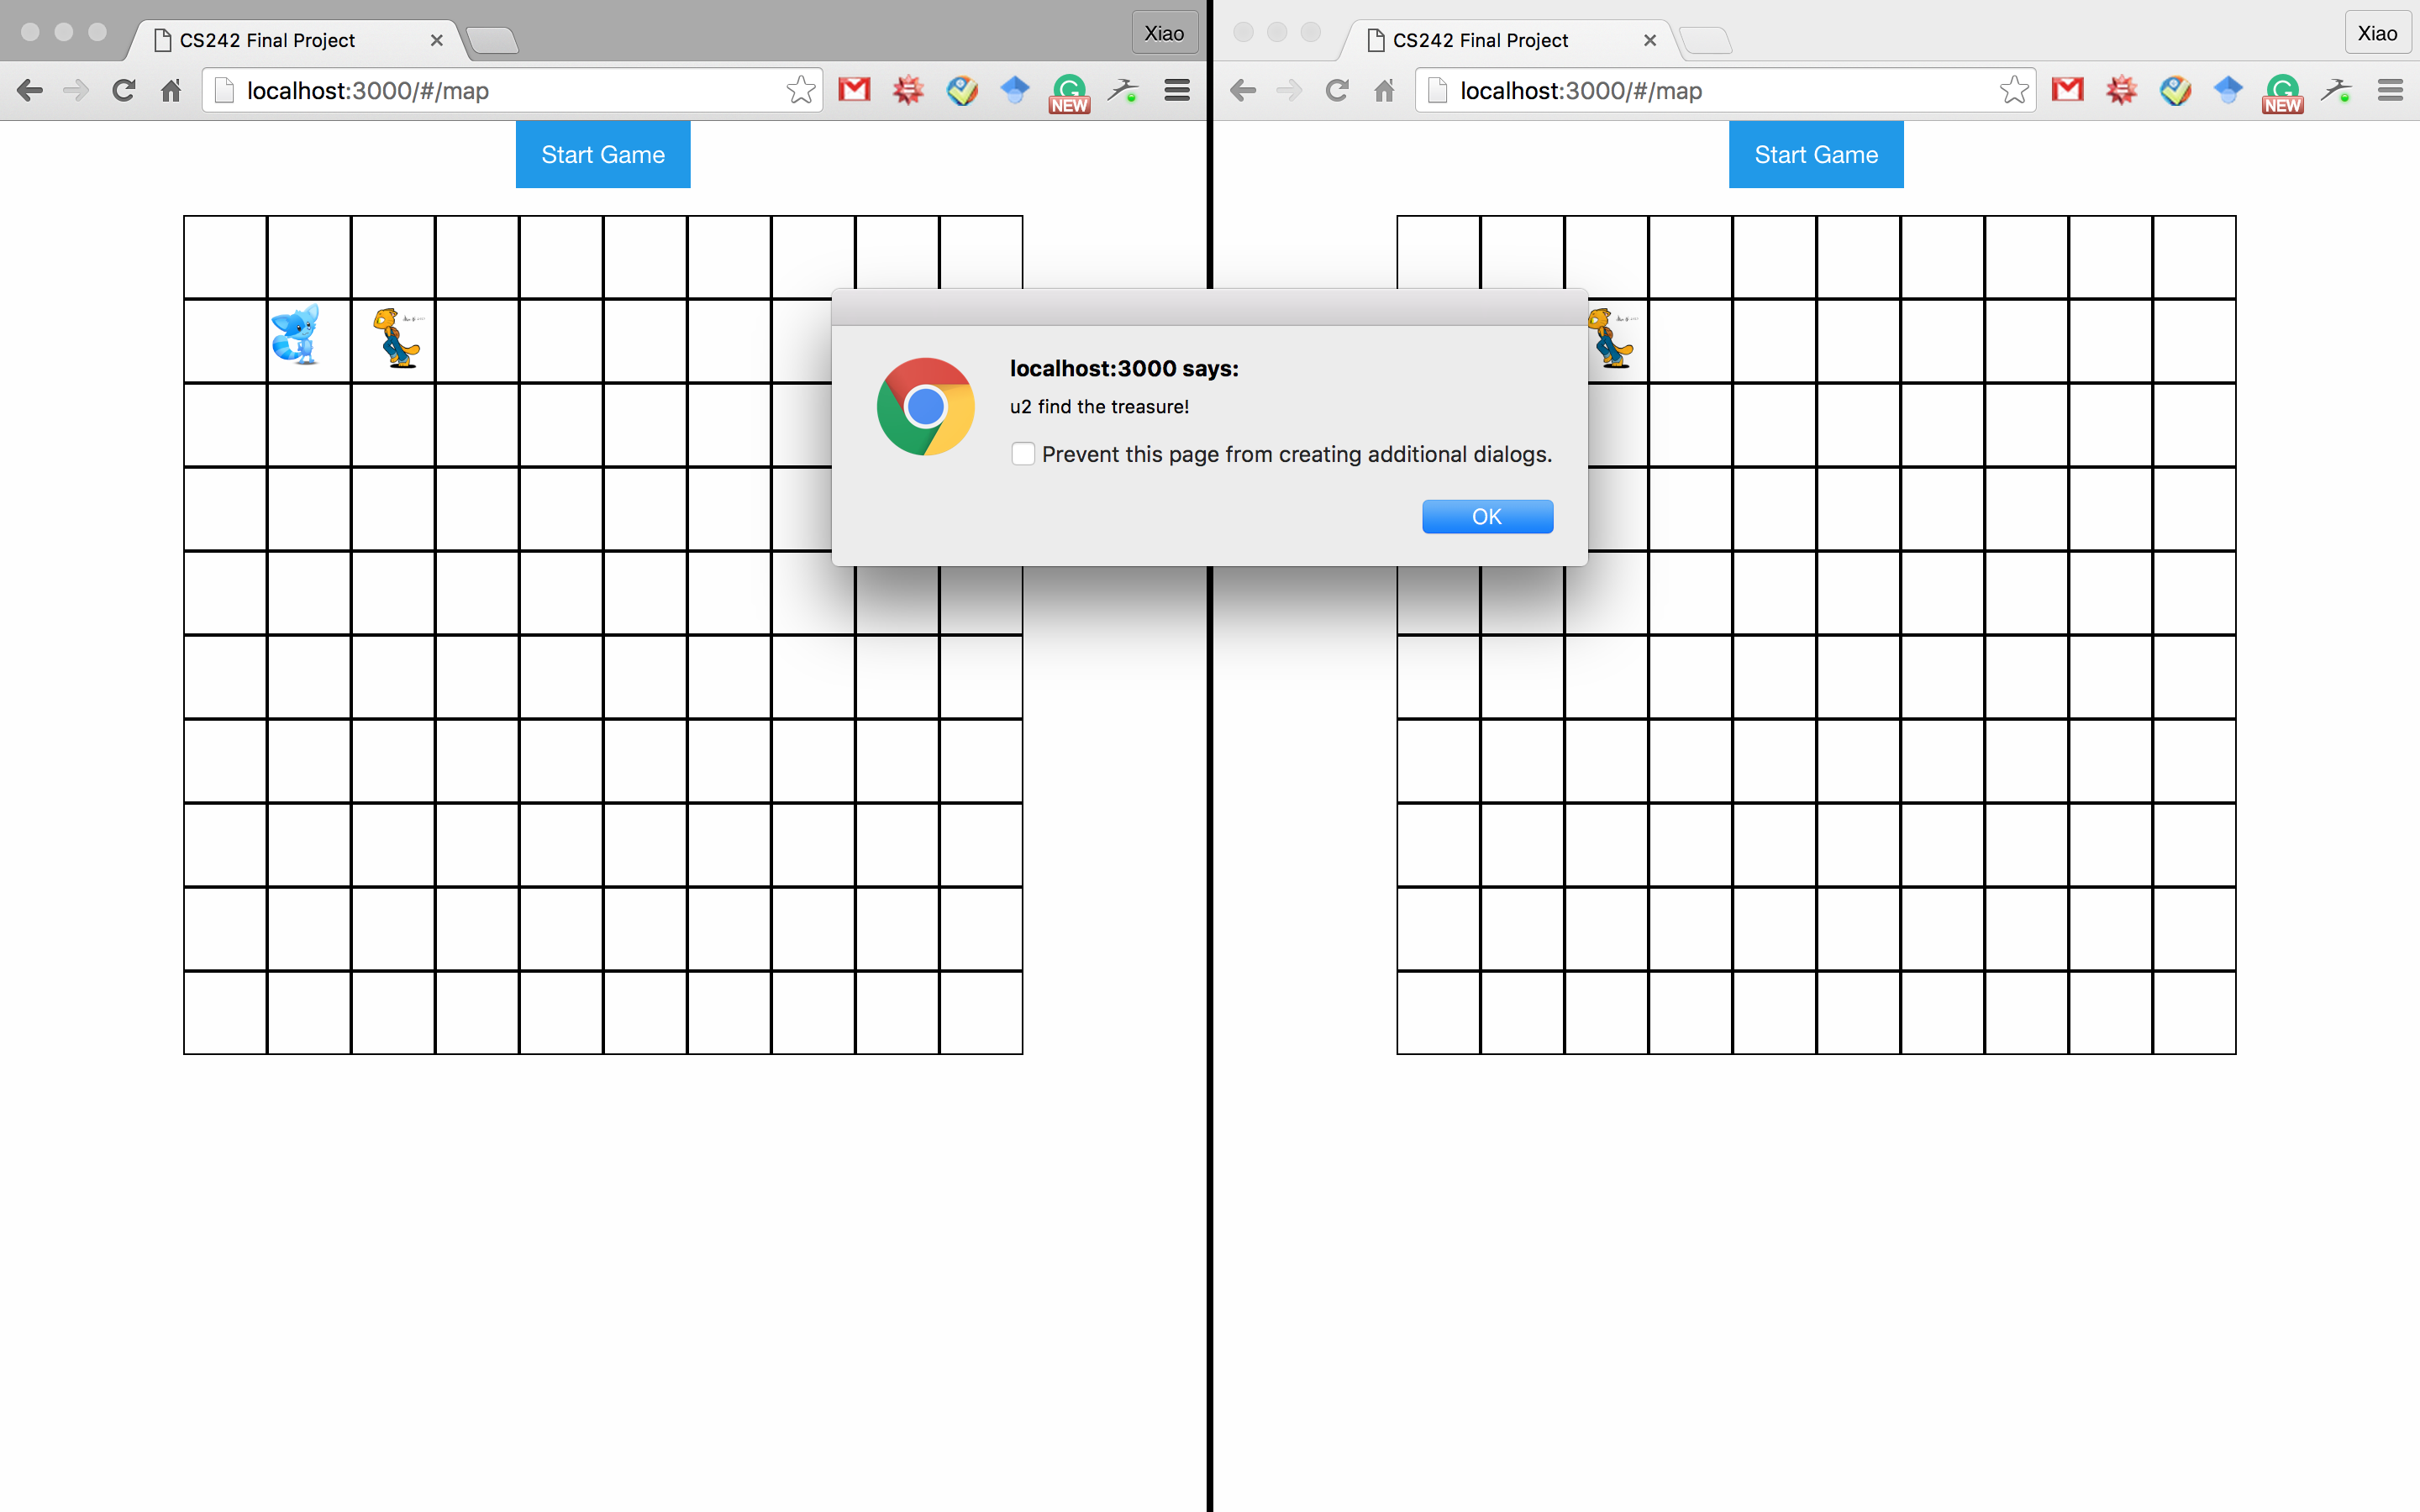 CS242 Final Project
Xiao
localhost:3000/#/map
NEW
Start Game
CS242 Final Project
Xiao
localhost:3000/#/map
NEW
Start Game
localhost:3000 says:
u2 find the treasure!
Prevent this page from creating additional dialogs.
OK